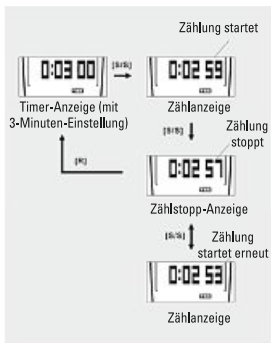 Zählung startet
0:03 00
[S/S]
0:02 59
Timer-Anzeige (mit
3-Minuten-Einstellung)
Zählanzeige
[S/S]
Zählung
stoppt
[R]
0:02 57
Zählstopp-Anzeige
[S/S]
Zählung
startet erneut
0:02 53
Zählanzeige